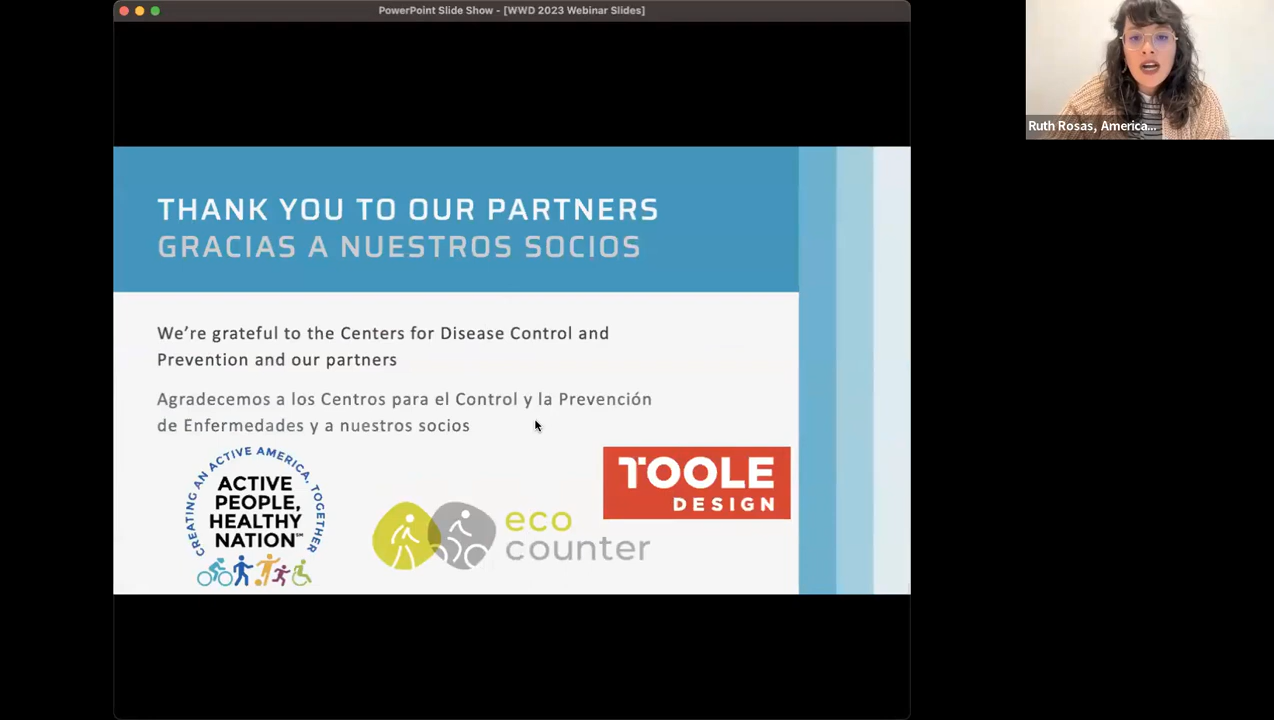 PowerPoint Slide Show - [WWD 2023 Webinar Slides]
Ruth Rosas, America...
THANK YOU TO OUR PARTNERS
GRACIAS A NUESTROS SOCIOS
We're grateful to the Centers for Disease Control and
Prevention and our partners
Agradecemos a los Centros para el Control y la Prevención
de Enfermedades y a nuestros socios
CREATING AN ACTIVE AMERICA, TOGETHER
ACTIVE
PEOPLE,
HEALTHY
NATION℠
eco
counter
TOOLE
DESIGN